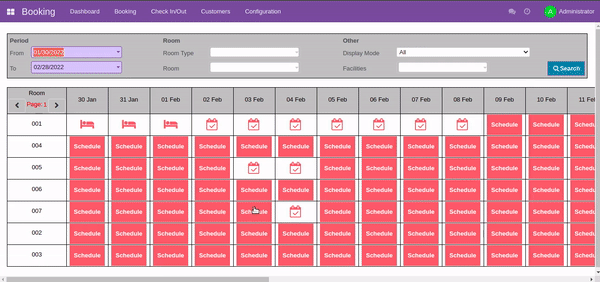 Booking Dashboard Booking Check In/Out Customers Configuration Administrator
Period Room Other
From 01/30/2022 Room Type Display Mode All
To 02/28/2022 Room Facilities Search
Room
Page: 1 30 Jan 31 Jan 01 Feb 02 Feb 03 Feb 04 Feb 05 Feb 06 Feb 07 Feb 08 Feb 09 Feb 10 Feb 11 Feb
001 Schedule Schedule Schedule
004 Schedule Schedule Schedule Schedule Schedule Schedule Schedule Schedule Schedule Schedule Schedule Schedule Schedule
005 Schedule Schedule Schedule Schedule Schedule Schedule Schedule Schedule Schedule Schedule Schedule
006 Schedule Schedule Schedule Schedule Schedule Schedule Schedule Schedule Schedule Schedule Schedule Schedule Schedule
007 Schedule Schedule Schedule Schedule Schedule Schedule Schedule Schedule Schedule Schedule Schedule Schedule
002 Schedule Schedule Schedule Schedule Schedule Schedule Schedule Schedule Schedule Schedule Schedule Schedule Schedule
003 Schedule Schedule Schedule Schedule Schedule Schedule Schedule Schedule Schedule Schedule Schedule Schedule Schedule